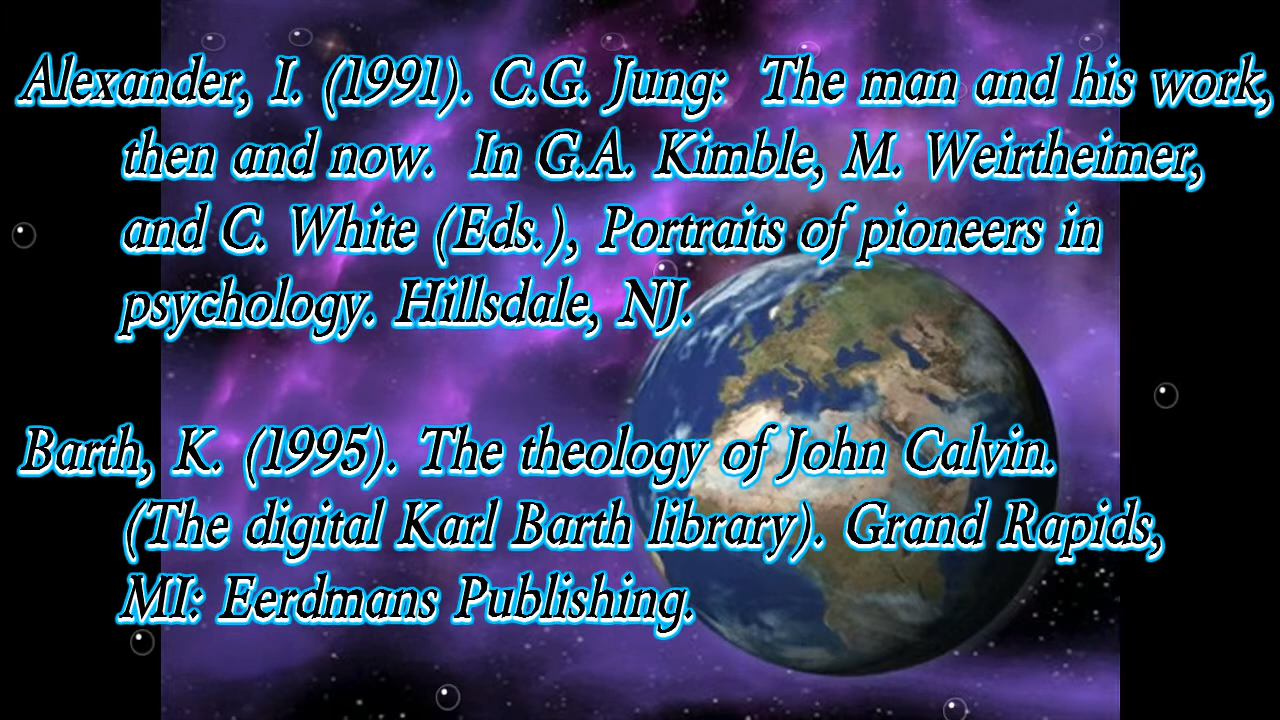 Alexander, I. (1991). C.G. Jung:  The man and his work,
then and now.  In G.A. Kimble, M. Weirtheimer,
and C. White (Eds.), Portraits of pioneers in
psychology. Hillsdale, NJ.
Barth, K. (1995). The theology of John Calvin.
(The digital Karl Barth library). Grand Rapids,
MI: Eerdmans Publishing.